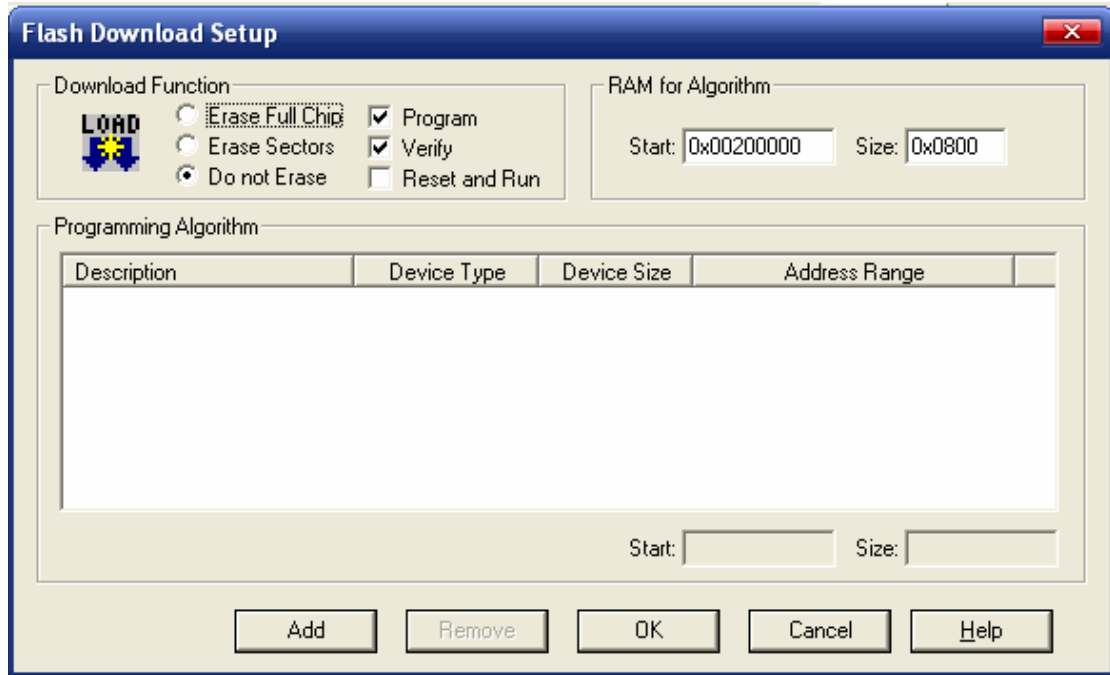 Flash Download Setup
Download Function
LOAD
Erase Full Chip
Erase Sectors
Do not Erase
Program
Verify
Reset and Run
RAM for Algorithm
Start: 0x00200000 Size: 0x0800
Programming Algorithm
Description Device Type Device Size Address Range
Start: Size:
Add Remove OK Cancel Help